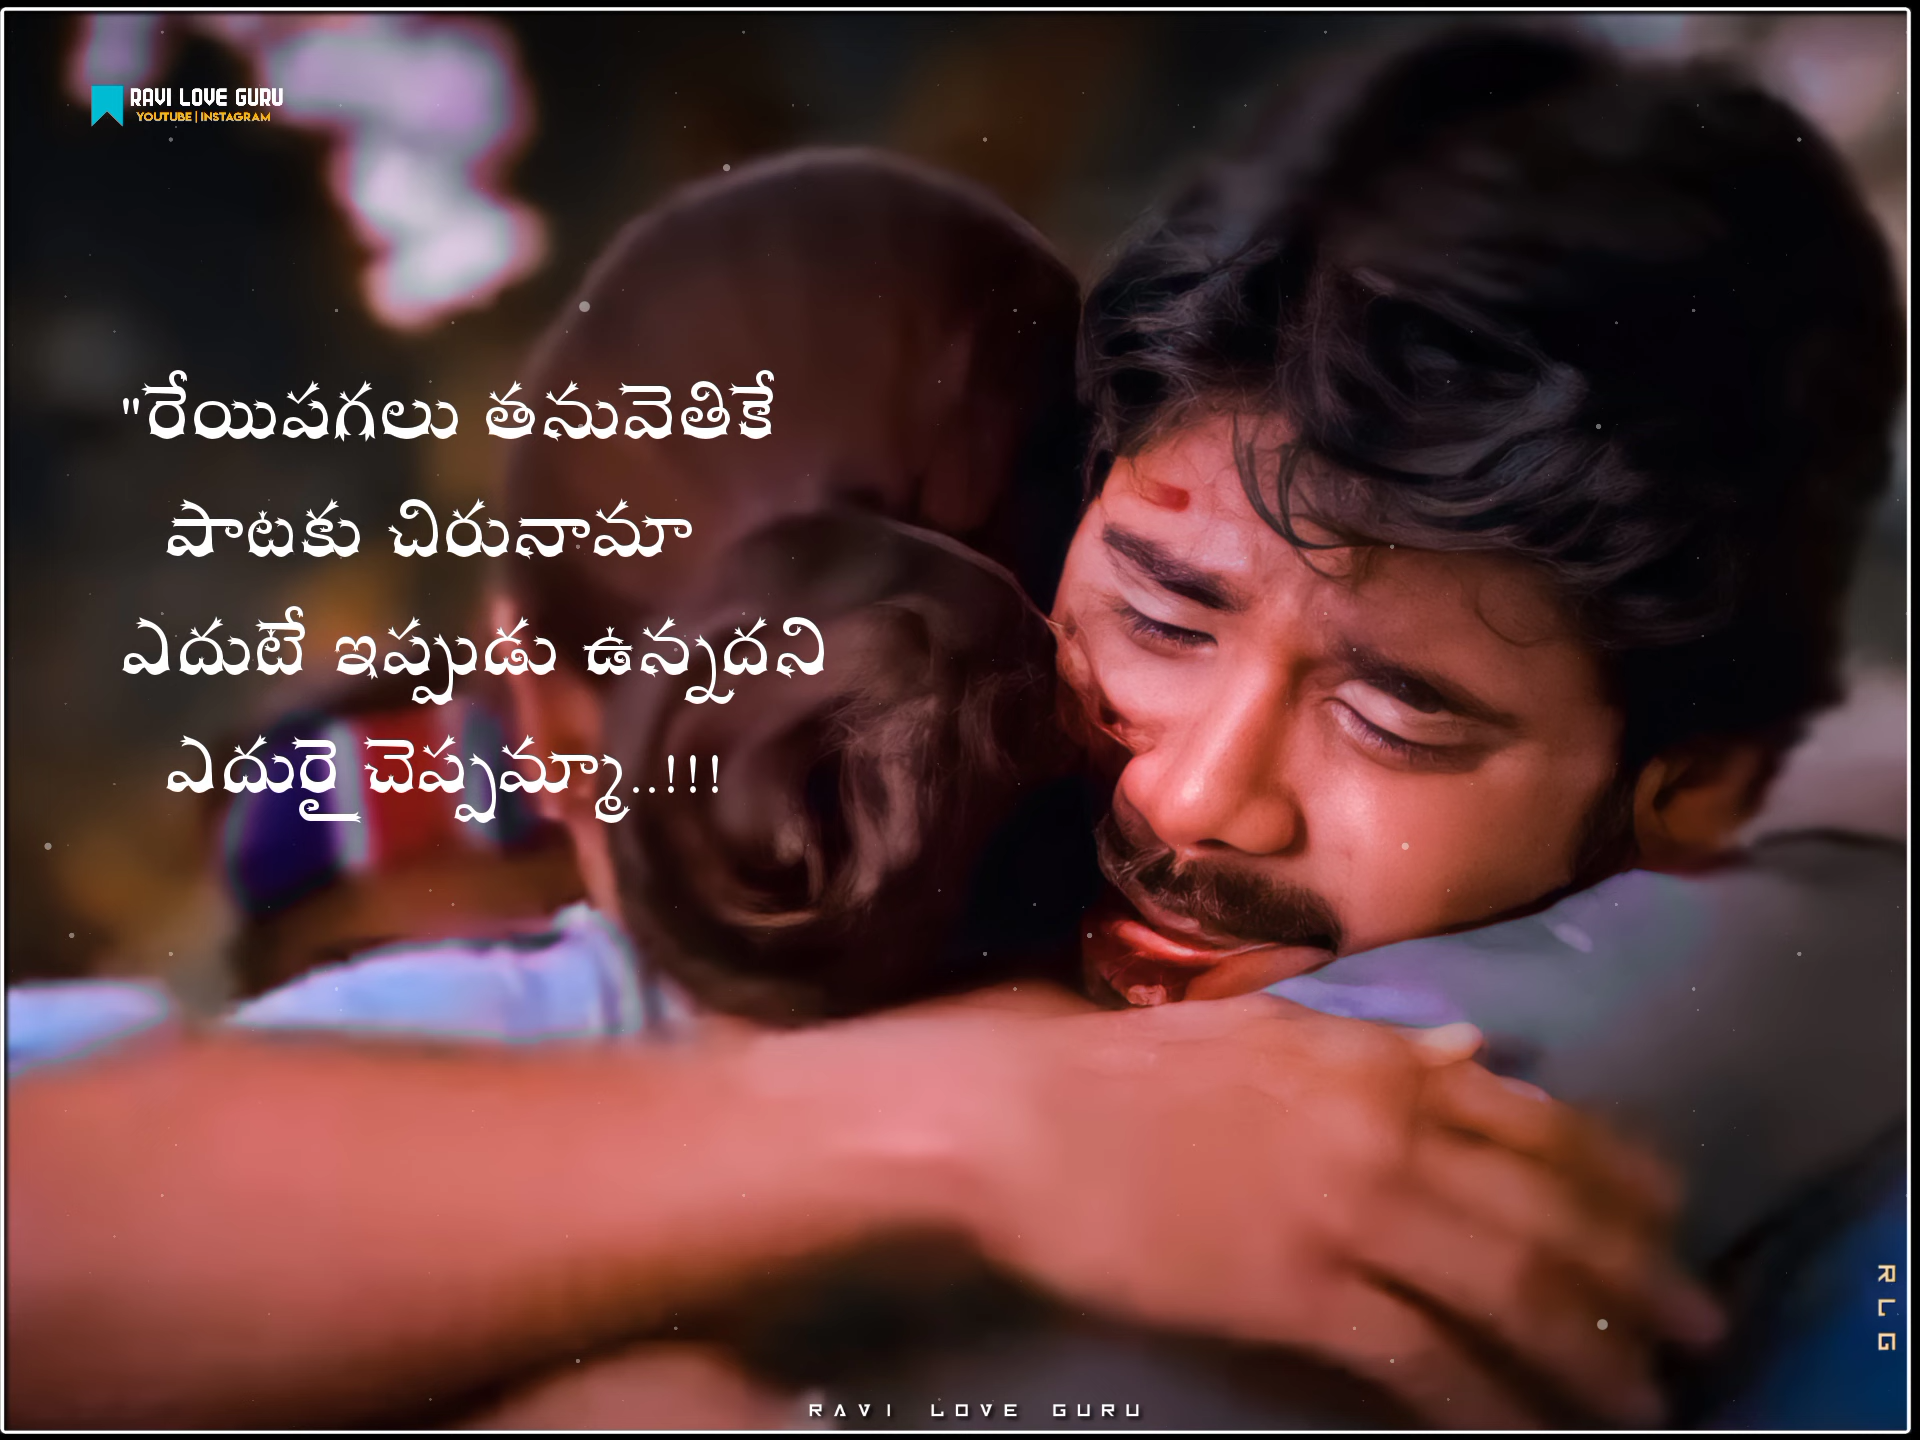 RAVI LOVE GURU
YOUTUBE | INSTAGRAM
"రేయిపగలు తనువెతికే
పాటకు చిరునామా
ఎదుటే ఇప్పుడు ఉన్నదని
ఎదురై చెప్పమ్మా..!!!
RLG
RAVI LOVE GURU